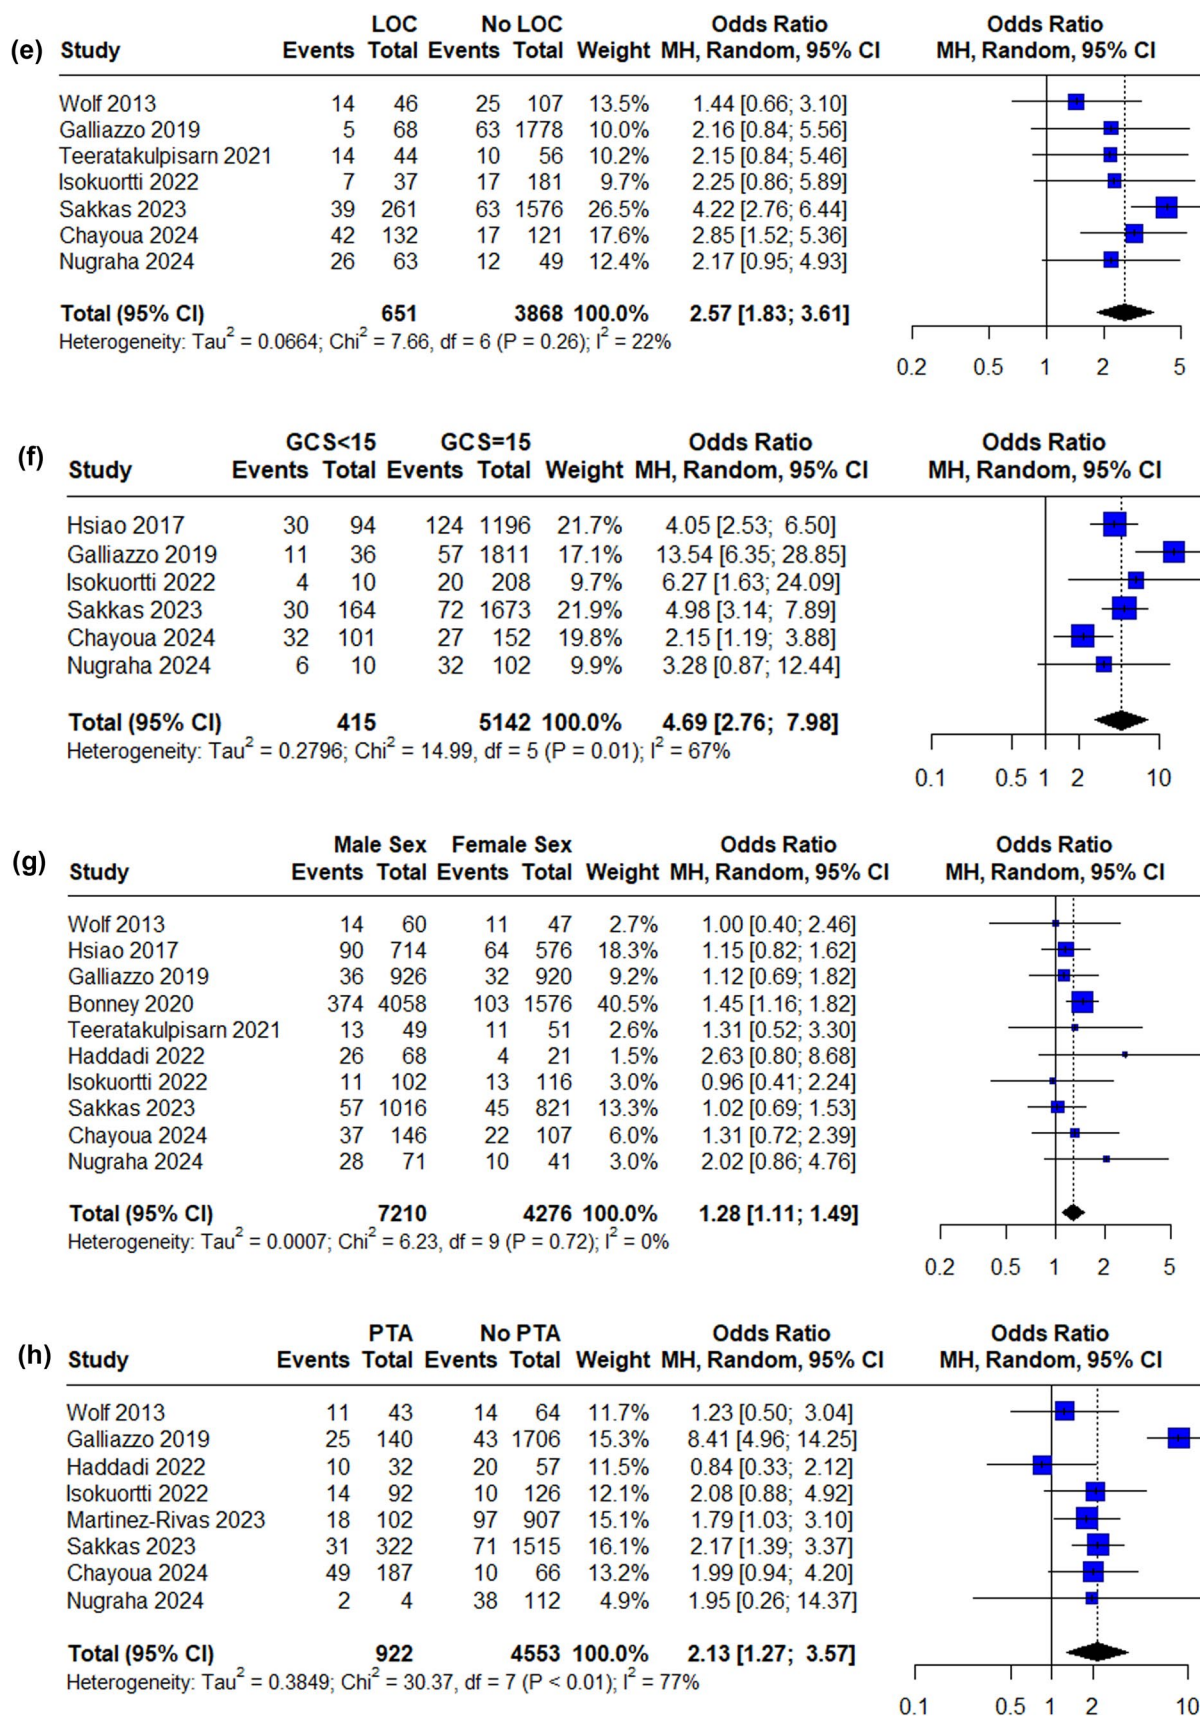 (e)
LOC No LOC Odds Ratio Odds Ratio
Study Events Total Events Total Weight MH, Random, 95% CI MH, Random, 95% CI
Wolf 2013 14 46 25 107 13.5% 1.44 [0.66; 3.10]
Galliazzo 2019 5 68 63 1778 10.0% 2.16 [0.84; 5.56]
Teeratakulpisarn 2021 14 44 10 56 10.2% 2.15 [0.84; 5.46]
Isokuortti 2022 7 37 17 181 9.7% 2.25 [0.86; 5.89]
Sakkas 2023 39 261 63 1576 26.5% 4.22 [2.76; 6.44]
Chayoua 2024 42 132 17 121 17.6% 2.85 [1.52; 5.36]
Nugraha 2024 26 63 12 49 12.4% 2.17 [0.95; 4.93]
Total (95% CI) 651 3868 100.0% 2.57 [1.83; 3.61]
Heterogeneity: Tau² = 0.0664; Chi² = 7.66, df = 6 (P = 0.26); I² = 22%
0.2 0.5 1 2 5
(f)
GCS<15 GCS=15 Odds Ratio Odds Ratio
Study Events Total Events Total Weight MH, Random, 95% CI MH, Random, 95% CI
Hsiao 2017 30 94 124 1196 21.7% 4.05 [2.53; 6.50]
Galliazzo 2019 11 36 57 1811 17.1% 13.54 [6.35; 28.85]
Isokuortti 2022 4 10 20 208 9.7% 6.27 [1.63; 24.09]
Sakkas 2023 30 164 72 1673 21.9% 4.98 [3.14; 7.89]
Chayoua 2024 32 101 27 152 19.8% 2.15 [1.19; 3.88]
Nugraha 2024 6 10 32 102 9.9% 3.28 [0.87; 12.44]
Total (95% CI) 415 5142 100.0% 4.69 [2.76; 7.98]
Heterogeneity: Tau² = 0.2796; Chi² = 14.99, df = 5 (P = 0.01); I² = 67%
0.1 0.5 1 2 10
(g)
Male Sex Female Sex Odds Ratio Odds Ratio
Study Events Total Events Total Weight MH, Random, 95% CI MH, Random, 95% CI
Wolf 2013 14 60 11 47 2.7% 1.00 [0.40; 2.46]
Hsiao 2017 90 714 64 576 18.3% 1.15 [0.82; 1.62]
Galliazzo 2019 36 926 32 920 9.2% 1.12 [0.69; 1.82]
Bonney 2020 374 4058 103 1576 40.5% 1.45 [1.16; 1.82]
Teeratakulpisarn 2021 13 49 11 51 2.6% 1.31 [0.52; 3.30]
Haddadi 2022 26 68 4 21 1.5% 2.63 [0.80; 8.68]
Isokuortti 2022 11 102 13 116 3.0% 0.96 [0.41; 2.24]
Sakkas 2023 57 1016 45 821 13.3% 1.02 [0.69; 1.53]
Chayoua 2024 37 146 22 107 6.0% 1.31 [0.72; 2.39]
Nugraha 2024 28 71 10 41 3.0% 2.02 [0.86; 4.76]
Total (95% CI) 7210 4276 100.0% 1.28 [1.11; 1.49]
Heterogeneity: Tau² = 0.0007; Chi² = 6.23, df = 9 (P = 0.72); I² = 0%
0.2 0.5 1 2 5
(h)
PTA No PTA Odds Ratio Odds Ratio
Study Events Total Events Total Weight MH, Random, 95% CI MH, Random, 95% CI
Wolf 2013 11 43 14 64 11.7% 1.23 [0.50; 3.04]
Galliazzo 2019 25 140 43 1706 15.3% 8.41 [4.96; 14.25]
Haddadi 2022 10 32 20 57 11.5% 0.84 [0.33; 2.12]
Isokuortti 2022 14 92 10 126 12.1% 2.08 [0.88; 4.92]
Martinez-Rivas 2023 18 102 97 907 15.1% 1.79 [1.03; 3.10]
Sakkas 2023 31 322 71 1515 16.1% 2.17 [1.39; 3.37]
Chayoua 2024 49 187 10 66 13.2% 1.99 [0.94; 4.20]
Nugraha 2024 2 4 38 112 4.9% 1.95 [0.26; 14.37]
Total (95% CI) 922 4553 100.0% 2.13 [1.27; 3.57]
Heterogeneity: Tau² = 0.3849; Chi² = 30.37, df = 7 (P < 0.01); I² = 77%
0.1 0.5 1 2 10